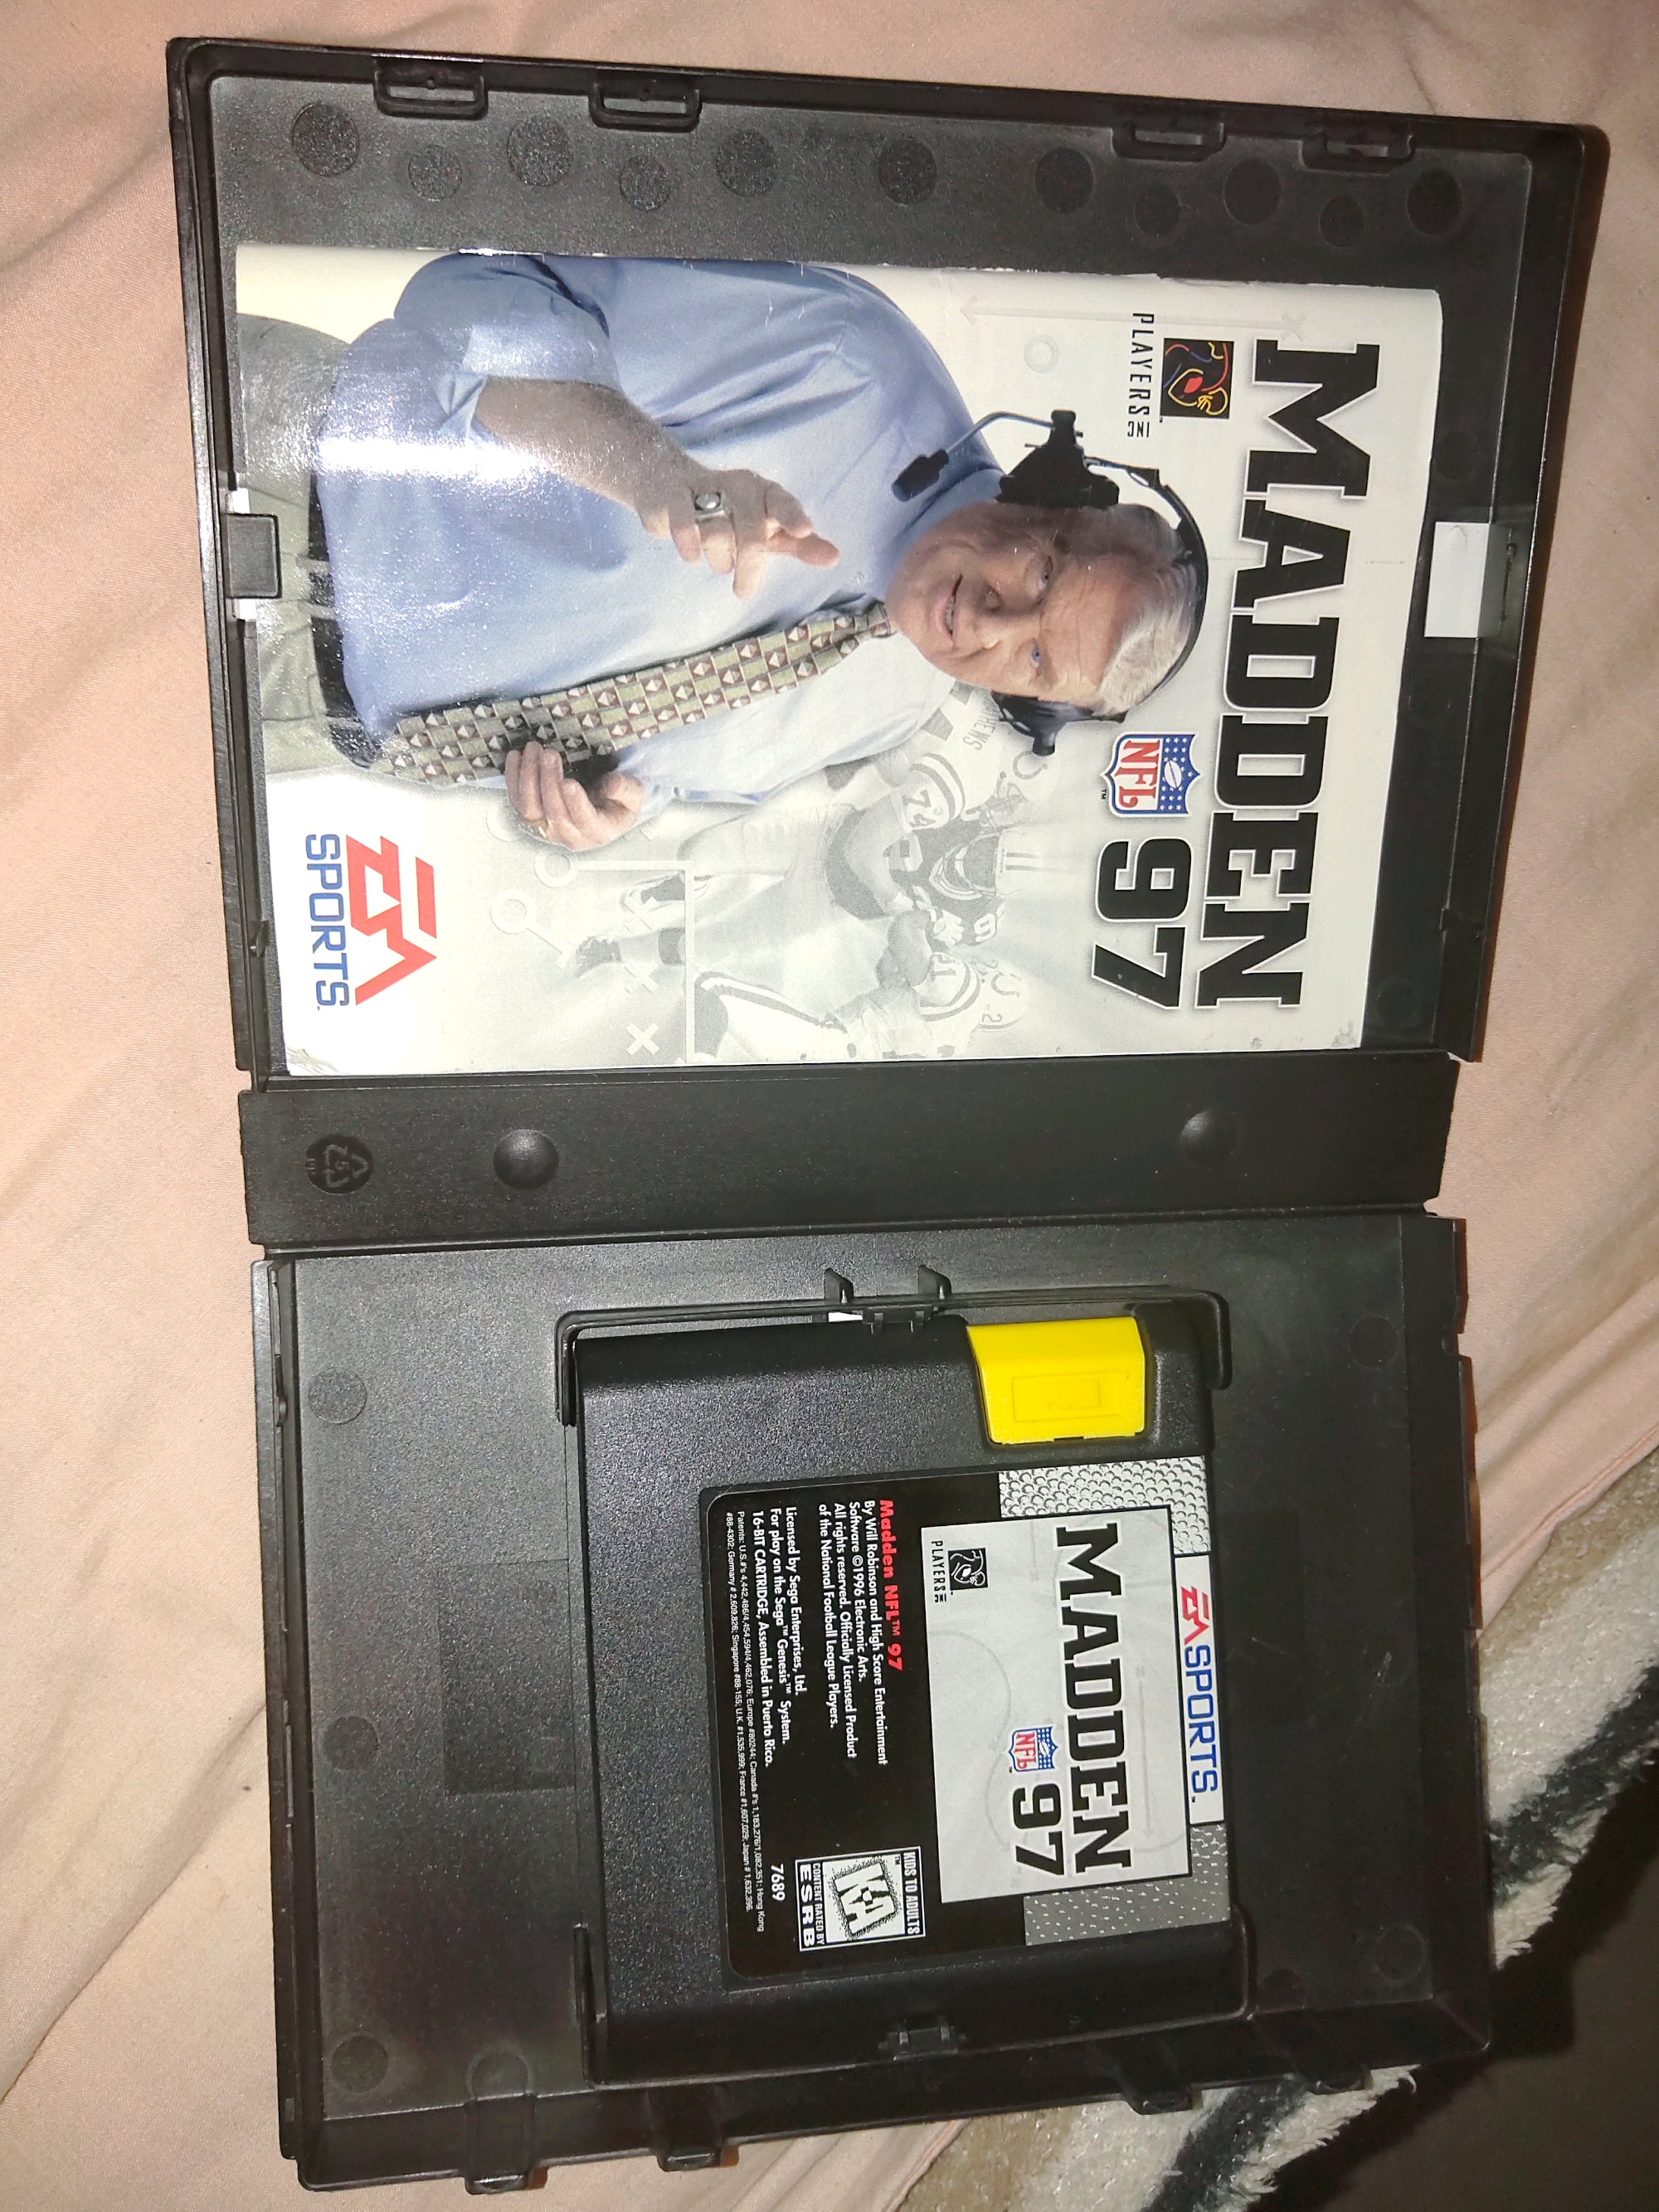 MADDEN
NFL
97
PLAYERS INC
EA
SPORTS
EA SPORTS
MADDEN
NFL
97
PLAYERS INC
Madden NFL™ 97
By Will Robinson and High Score Entertainment
Software ©1996 Electronic Arts.
All rights reserved. Officially Licensed Product
of the National Football League Players.
Licensed by Sega Enterprises, Ltd.
For play on the Sega™ Genesis™ System.
16-BIT CARTRIDGE, Assembled in Puerto Rico.
7689
KIDS TO ADULTS
K-A
CONTENT RATED BY
ESRB